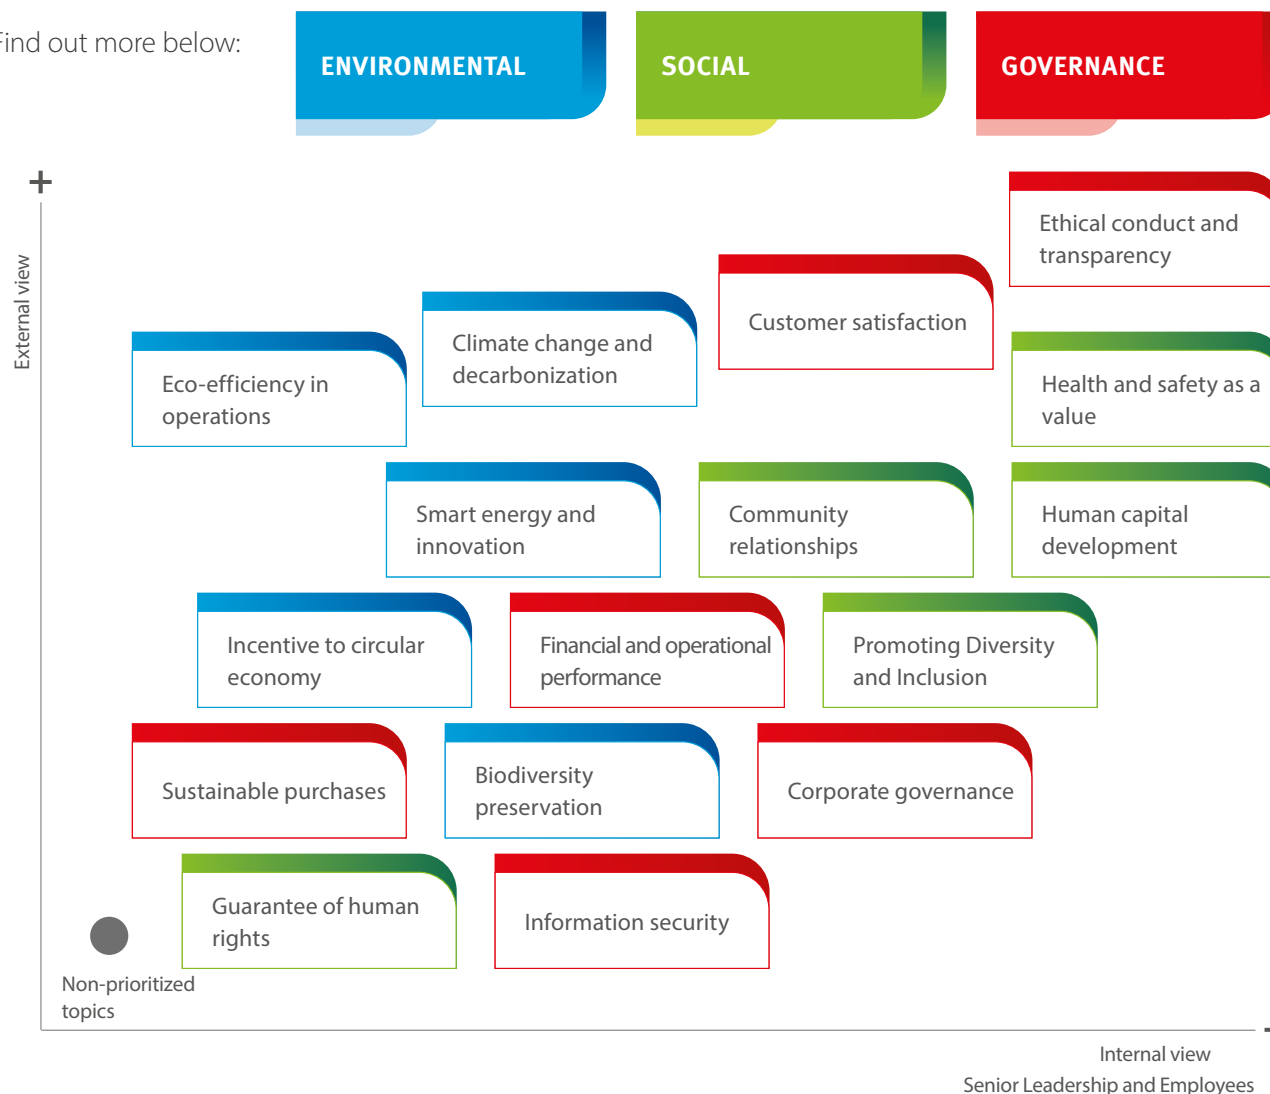 Find out more below:
ENVIRONMENTAL
SOCIAL
GOVERNANCE
+
External view
Ethical conduct and
transparency
Customer satisfaction
Climate change and
decarbonization
Eco-efficiency in
operations
Health and safety as a
value
Smart energy and
innovation
Community
relationships
Human capital
development
Incentive to circular
economy
Financial and operational
performance
Promoting Diversity
and Inclusion
Sustainable purchases
Biodiversity
preservation
Corporate governance
Guarantee of human
rights
Information security
Non-prioritized
topics
Internal view
Senior Leadership and Employees